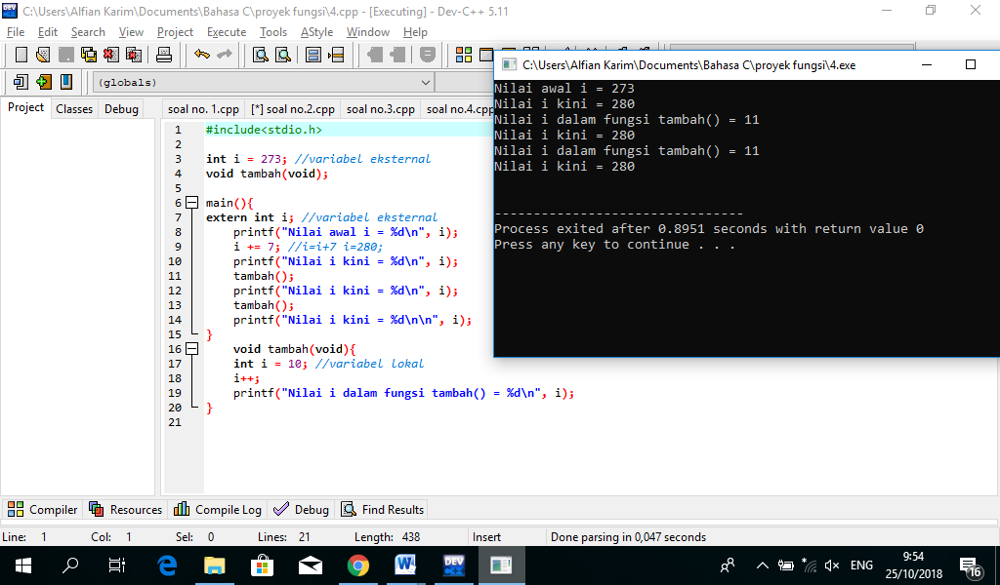 C:\Users\Alfian Karim\Documents\Bahasa C\proyek fungsi\4.cpp - [Executing] - Dev-C++ 5.11
File Edit Search View Project Execute Tools AStyle Window Help
(globals)
Project Classes Debug
soal no. 1.cpp [*] soal no.2.cpp soal no.3.cpp soal no.4.cpp
1 #include<stdio.h>
2
3 int i = 273; //variabel eksternal
4 void tambah(void);
5
6 main(){
7 extern int i; //variabel eksternal
8 printf("Nilai awal i = %d\n", i);
9 i += 7; //i=i+7 i=280;
10 printf("Nilai i kini = %d\n", i);
11 tambah();
12 printf("Nilai i kini = %d\n", i);
13 tambah();
14 printf("Nilai i kini = %d\n\n", i);
15 }
16 void tambah(void){
17 int i = 10; //variabel lokal
18 i++;
19 printf("Nilai i dalam fungsi tambah() = %d\n", i);
20 }
21
C:\Users\Alfian Karim\Documents\Bahasa C\proyek fungsi\4.exe
Nilai awal i = 273
Nilai i kini = 280
Nilai i dalam fungsi tambah() = 11
Nilai i kini = 280
Nilai i dalam fungsi tambah() = 11
Nilai i kini = 280
--------------------------------
Process exited after 0.8951 seconds with return value 0
Press any key to continue . . .
Compiler Resources Compile Log Debug Find Results
Line: 1 Col: 1 Sel: 0 Lines: 21 Length: 438 Insert Done parsing in 0,047 seconds
DEV
ENG
9:54
25/10/2018
16